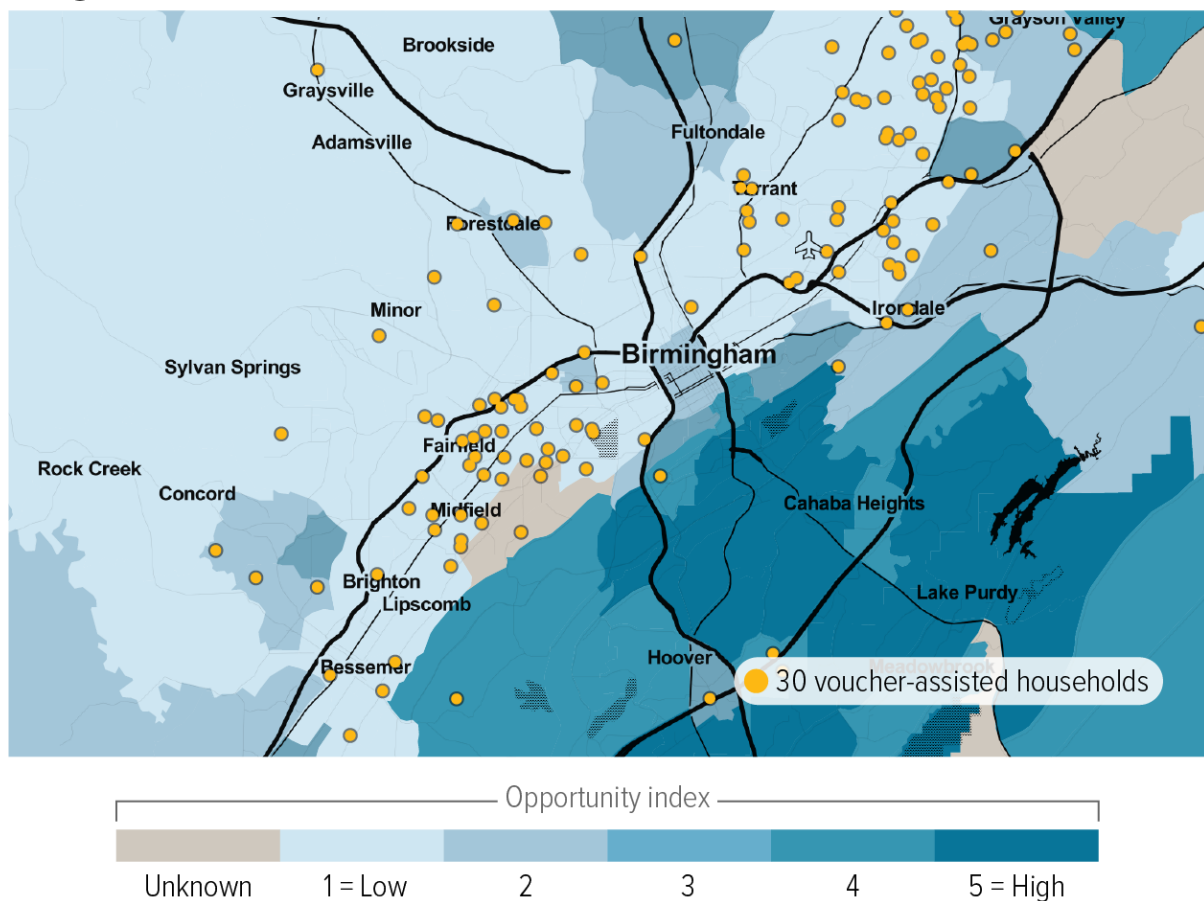 Grayson Valley
Brookside
Graysville
Adamsville
Fultondale
Tarrant
Forestdale
Minor
Irondale
Birmingham
Sylvan Springs
Fairfield
Rock Creek
Concord
Cahaba Heights
Midfield
Brighton
Lake Purdy
Lipscomb
Hoover
Bessemer
Meadowbrook
30 voucher-assisted households
Opportunity index
Unknown
1 = Low
2
3
4
5 = High